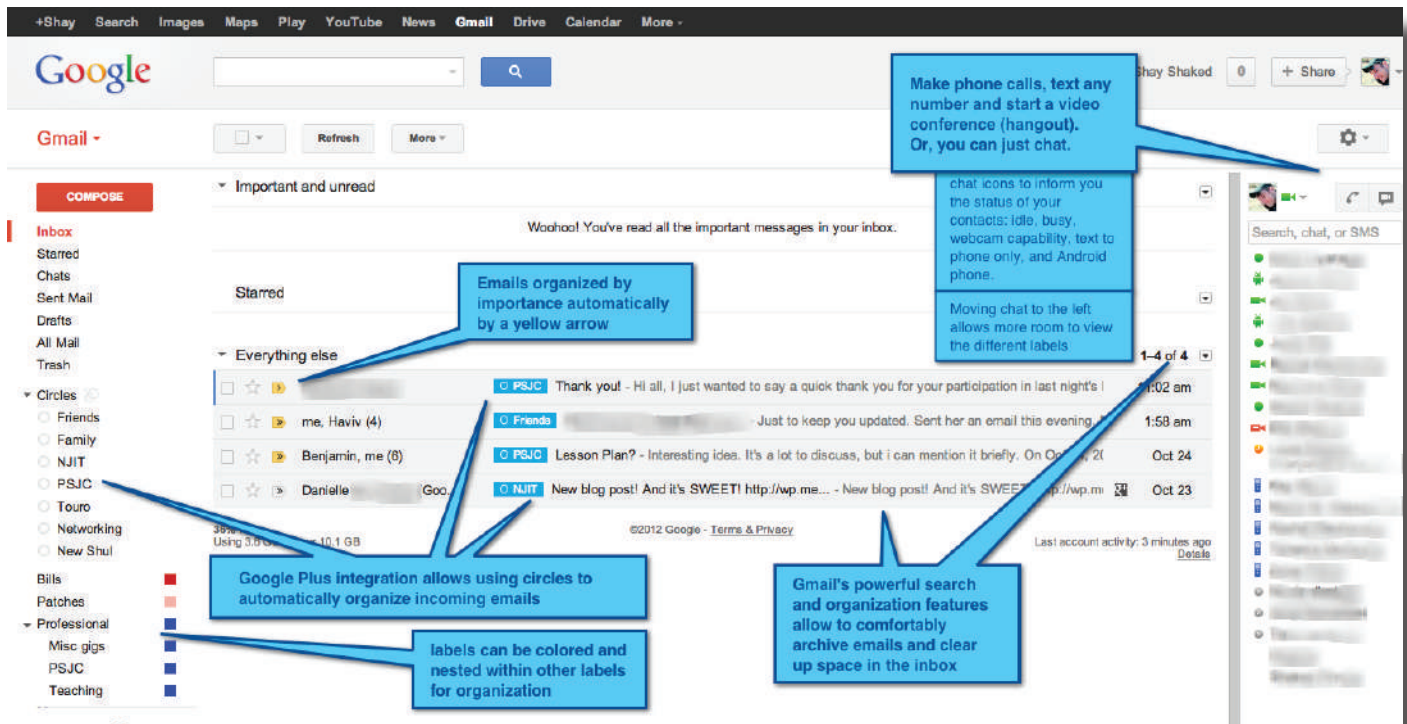 +Shay Search Images Maps Play YouTube News Gmail Drive Calendar More
Google
Shay Shaked 0 + Share
Make phone calls, text any
number and start a video
conference (hangout).
Or, you can just chat.
Gmail
Refresh More
COMPOSE
Inbox
Starred
Chats
Sent Mail
Drafts
All Mail
Trash
Circles
Friends
Family
NJIT
PSJC
Touro
Networking
New Shul
Bills
Patches
Professional
Misc gigs
PSJC
Teaching
Important and unread
Woohoo! You've read all the important messages in your inbox.
Starred
Emails organized by
importance automatically
by a yellow arrow
chat icons to inform you
the status of your
contacts: idle, busy,
webcam capability, text to
phone only, and Android
phone.
Moving chat to the left
allows more room to view
the different labels
Everything else 1–4 of 4
PSJC Thank you! - Hi all, I just wanted to say a quick thank you for your participation in last night's 11:02 am
me, Haviv (4) Friends - Just to keep you updated. Sent her an email this evening. 1:58 am
Benjamin, me (6) PSJC Lesson Plan? - Interesting idea. It's a lot to discuss, but i can mention it briefly. On Oct Oct 24
Danielle (Goo... NJIT New blog post! And it's SWEET! http://wp.me... - New blog post! And it's SWEET Oct 23
Using 10.1 GB
©2012 Google - Terms & Privacy
Last account activity: 3 minutes ago
Details
Google Plus integration allows using circles to
automatically organize incoming emails
labels can be colored and
nested within other labels
for organization
Gmail's powerful search
and organization features
allow to comfortably
archive emails and clear
up space in the inbox
Search, chat, or SMS